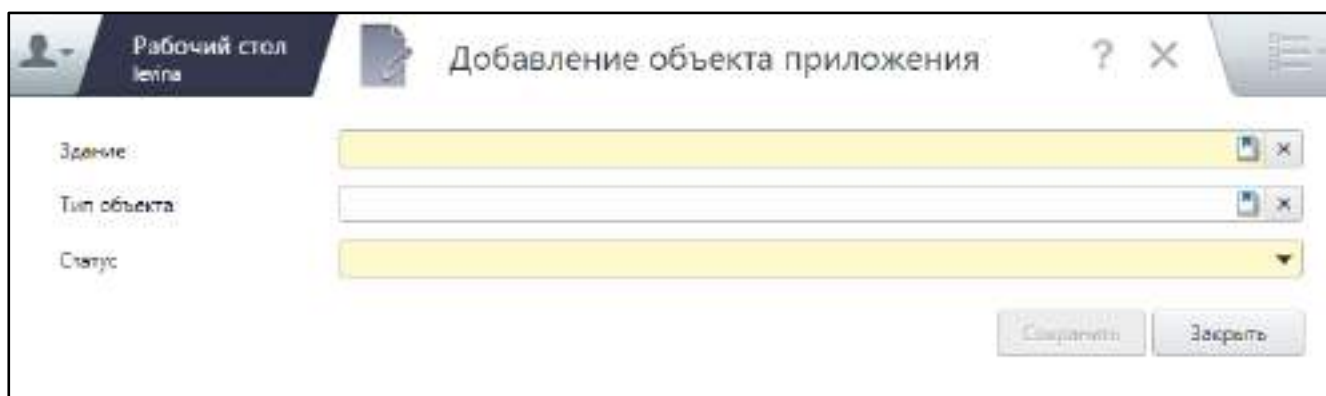 Рабочий стол
levina
Добавление объекта приложения
?
Здание
Тип объекта
Статус
Сохранить
Закрыть